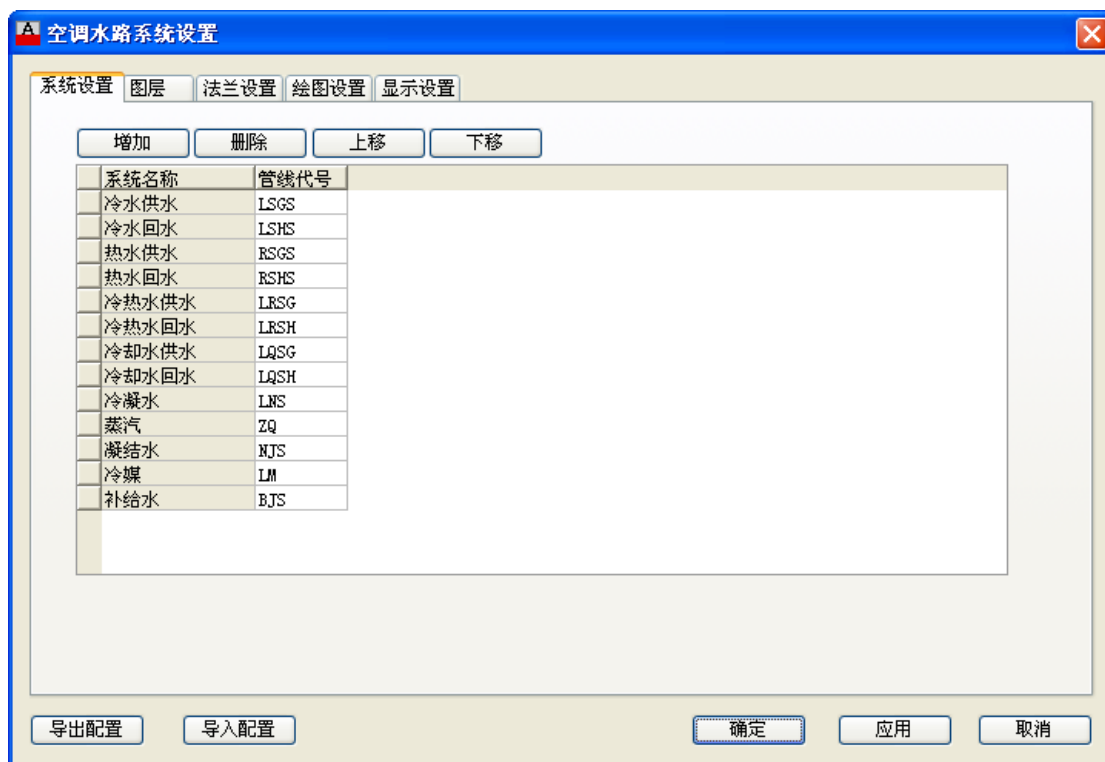 空调水路系统设置
系统设置 图层 法兰设置 绘图设置 显示设置
增加 删除 上移 下移
系统名称 管线代号
冷水供水 LSGS
冷水回水 LSHS
热水供水 RSGS
热水回水 RSHS
冷热水供水 LRSG
冷热水回水 LRSH
冷却水供水 LQSG
冷却水回水 LQSH
冷凝水 LNS
蒸汽 ZQ
凝结水 NJS
冷媒 LM
补给水 BJS
导出配置 导入配置 确定 应用 取消